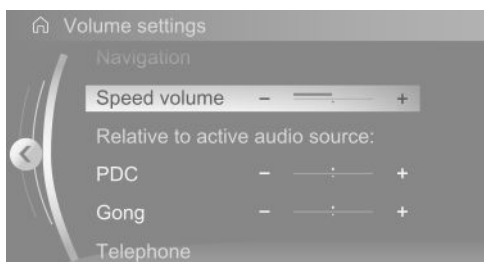 Volume settings
Navigation
Speed volume - +
Relative to active audio source:
PDC - +
Gong - +
Telephone